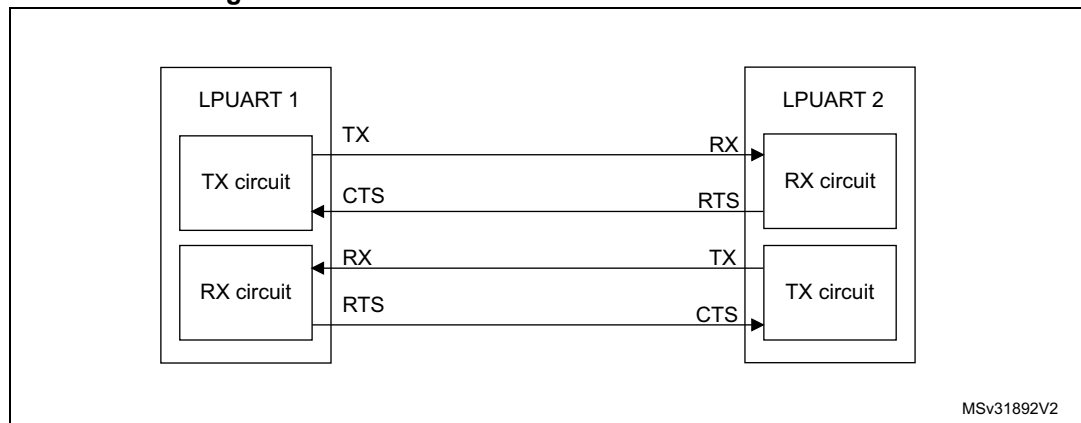 LPUART 1
LPUART 2
TX circuit
TX
RX
RX circuit
CTS
RTS
RX circuit
RX
TX
TX circuit
RTS
CTS
MSv31892V2